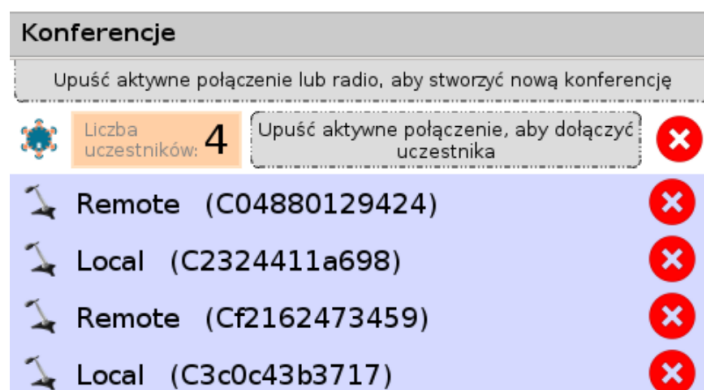 Konferencje
Upuść aktywne połączenie lub radio, aby stworzyć nową konferencję
Liczba
uczestników: 4
Upuść aktywne połączenie, aby dołączyć
uczestnika
Remote (C04880129424)
Local (C2324411a698)
Remote (Cf2162473459)
Local (C3c0c43b3717)